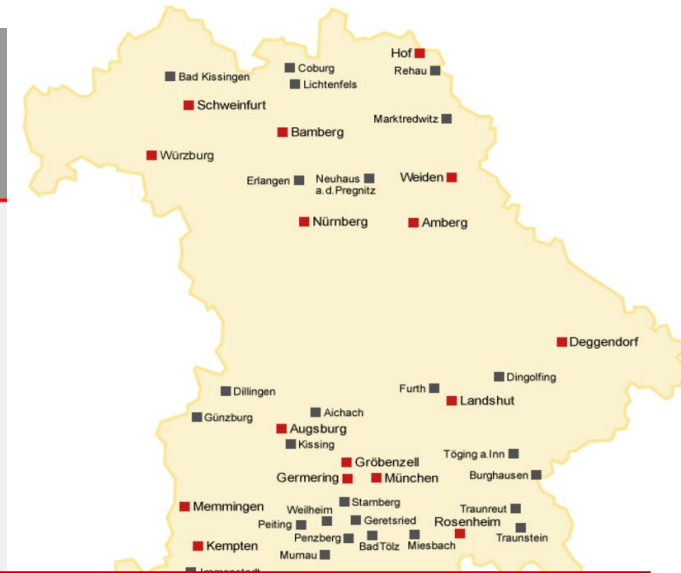 Hof
Rehau
Coburg
Lichtenfels
Bad Kissingen
Schweinfurt
Marktredwitz
Bamberg
Würzburg
Erlangen
Neuhaus
a.d.Pregnitz
Weiden
Nürnberg
Amberg
Deggendorf
Dingolfing
Furth
Dillingen
Landshut
Günzburg
Aichach
Augsburg
Kissing
Töging a.Inn
Gröbenzell
Germering
München
Burghausen
Memmingen
Starnberg
Traunreut
Weilheim
Geretsried
Rosenheim
Peiting
Traunstein
Penzberg
Bad Tölz
Miesbach
Kempten
Murnau